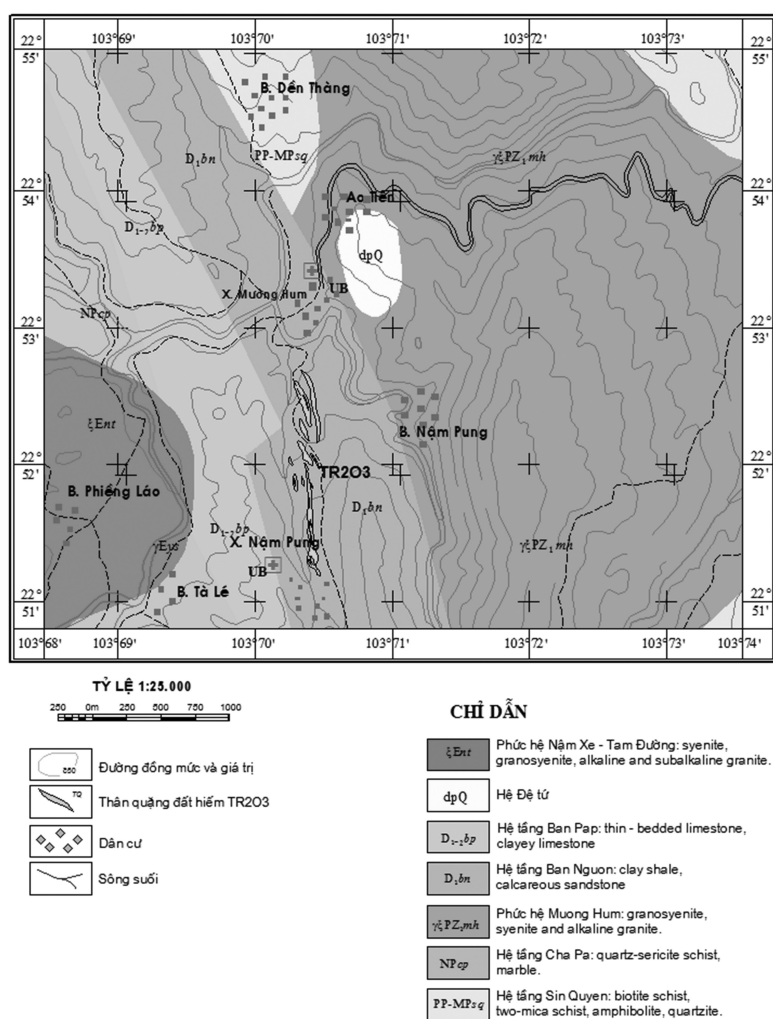 22° 103°69' 103°70' 103°71' 103°72' 103°73' 22°
55' 55'
B. Dền Thàng
D₁bn
PP-MPsq
γξPZ₁mh
22° 22°
54' Ao Tiên 54'
D₁₋₂bp
dpQ
UB
X. Mường Hum
NPcp
22° 22°
53' 53'
ξEnt
B. Nậm Pung
22° 22°
52' TR2O3 52'
B. Phiềng Láo
D₁bn
D₁₋₂bp
X. Nậm Pung
γξPZ₁mh
γEys
UB
B. Tà Lé
22° 22°
51' 51'
103°68' 103°69' 103°70' 103°71' 103°72' 103°73' 103°74'
TỶ LỆ 1:25.000
250 0m 250 500 750 1000
880
Đường đồng mức và giá trị
TQ
Thân quặng đất hiếm TR2O3
Dân cư
Sông suối
CHỈ DẪN
ξEnt
Phức hệ Nậm Xe - Tam Đường: syenite,
granosyenite, alkaline and subalkaline granite.
dpQ
Hệ Đệ tứ
D₁₋₂bp
Hệ tầng Ban Pap: thin - bedded limestone,
clayey limestone
D₁bn
Hệ tầng Ban Nguon: clay shale,
calcareous sandstone
γξPZ₁mh
Phức hệ Muong Hum: granosyenite,
syenite and alkaline granite.
NPcp
Hệ tầng Cha Pa: quartz-sericite schist,
marble.
PP-MPsq
Hệ tầng Sin Quyen: biotite schist,
two-mica schist, amphibolite, quartzite.